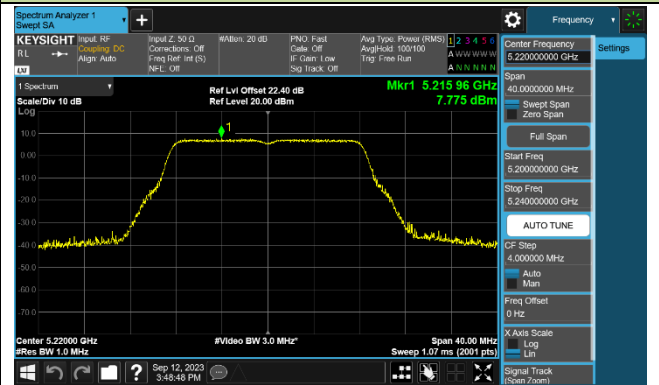 Spectrum Analyzer 1
Swept SA
Frequency
KEYSIGHT
RL
LXI
Input: RF
Coupling: DC
Align: Auto
Input Z: 50 Ω
Corrections: Off
Freq Ref: Int (S)
NFE: Off
#Atten: 20 dB
PNO: Fast
Gate: Off
IF Gain: Low
Sig Track: Off
Avg Type: Power (RMS)
Avg|Hold: 100/100
Trig: Free Run
1 2 3 4 5 6
A W W W W W
A N N N N N
1 Spectrum
Scale/Div 10 dB
Log
Ref Lvl Offset 22.40 dB
Ref Level 20.00 dBm
Mkr1 5.215 96 GHz
7.775 dBm
1
10.0
0.00
-10.0
-20.0
-30.0
-40.0
-50.0
-60.0
-70.0
Center 5.22000 GHz
#Res BW 1.0 MHz
#Video BW 3.0 MHz*
Span 40.00 MHz
Sweep 1.07 ms (2001 pts)
Settings
Center Frequency
5.220000000 GHz
Span
40.0000000 MHz
Swept Span
Zero Span
Full Span
Start Freq
5.200000000 GHz
Stop Freq
5.240000000 GHz
AUTO TUNE
CF Step
4.000000 MHz
Auto
Man
Freq Offset
0 Hz
X Axis Scale
Log
Lin
Signal Track
(Span Zoom)
?
Sep 12, 2023
3:48:48 PM